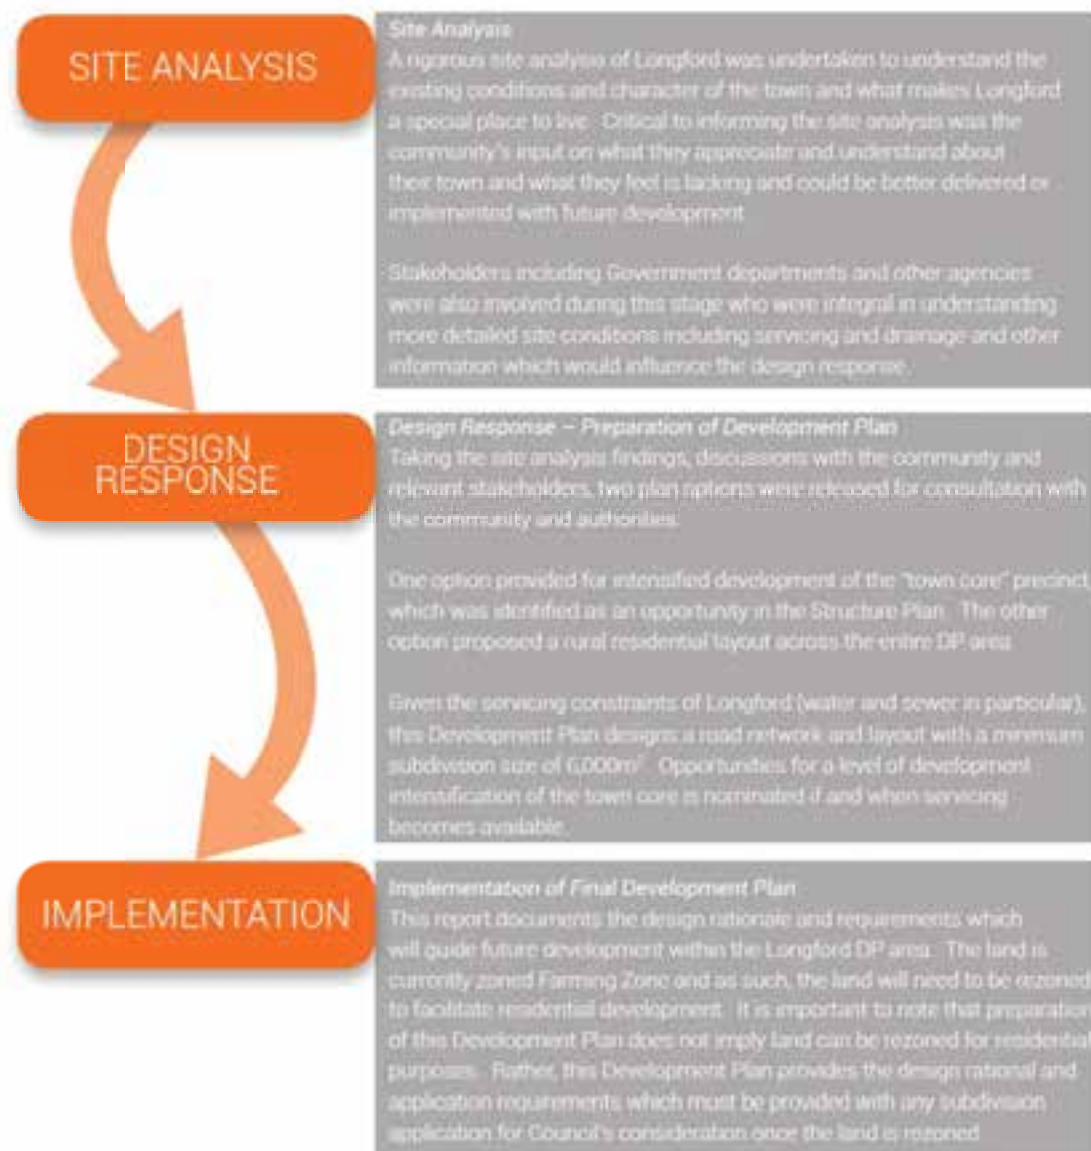 SITE ANALYSIS
Site Analysis
A rigorous site analysis of Longford was undertaken to understand the
existing conditions and character of the town and what makes Longford
a special place to live. Critical to informing the site analysis was the
community's input on what they appreciate and understand about
their town and what they feel is lacking and could be better delivered or
implemented with future development
Stakeholders including Government departments and other agencies
were also involved during this stage who were integral in understanding
more detailed site conditions including servicing and drainage and other
information which would influence the design response.
DESIGN
RESPONSE
Design Response – Preparation of Development Plan
Taking the site analysis findings, discussions with the community and
relevant stakeholders, two plan options were released for consultation with
the community and authorities.
One option provided for intensified development of the "town core" precinct
which was identified as an opportunity in the Structure Plan. The other
option proposed a rural residential layout across the entire DP area
Given the servicing constraints of Longford (water and sewer in particular),
this Development Plan designs a road network and layout with a minimum
subdivision size of 6,000m². Opportunities for a level of development
intensification of the town core is nominated if and when servicing
becomes available.
IMPLEMENTATION
Implementation of Final Development Plan
This report documents the design rationale and requirements which
will guide future development within the Longford DP area. The land is
currently zoned Farming Zone and as such, the land will need to be rezoned
to facilitate residential development. It is important to note that preparation
of this Development Plan does not imply land can be rezoned for residential
purposes. Rather, this Development Plan provides the design rational and
application requirements which must be provided with any subdivision
application for Council's consideration once the land is rezoned